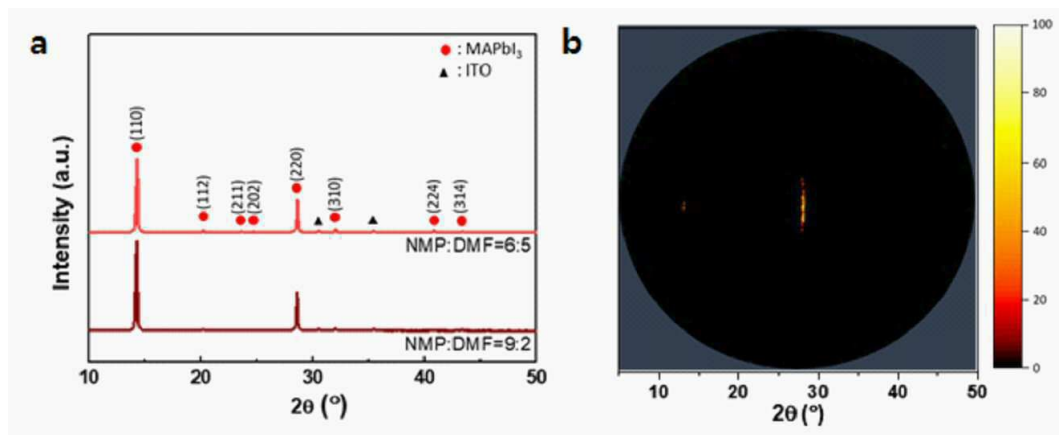 a
Intensity (a.u.)
● : MAPbI₃
▲ : ITO
(110)
(112)
(211)
(202)
(220)
(310)
(224)
(314)
NMP:DMF=6:5
NMP:DMF=9:2
10 20 30 40 50
2θ (°)
b
100
80
60
40
20
0
10 20 30 40 50
2θ (°)